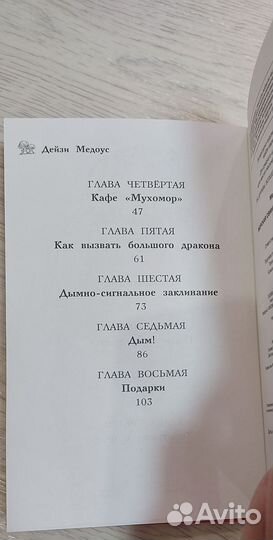 Дейзи Медоус
ГЛАВА ЧЕТВЁРТАЯ
Кафе «Мухомор»
47
ГЛАВА ПЯТАЯ
Как вызвать большого дракона
61
ГЛАВА ШЕСТАЯ
Дымно-сигнальное заклинание
73
ГЛАВА СЕДЬМАЯ
Дым!
86
ГЛАВА ВОСЬМАЯ
Подарки
103
Avito